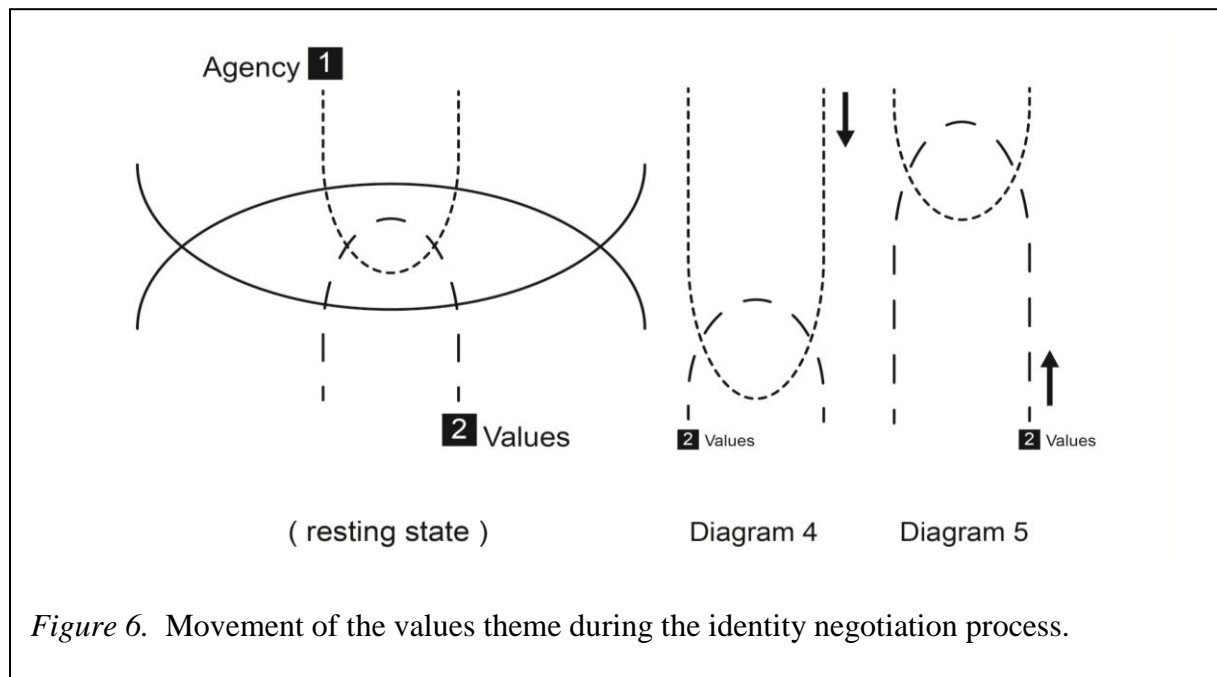 Agency 1
2 Values
2 Values
2 Values
( resting state )
Diagram 4
Diagram 5
Figure 6. Movement of the values theme during the identity negotiation process.